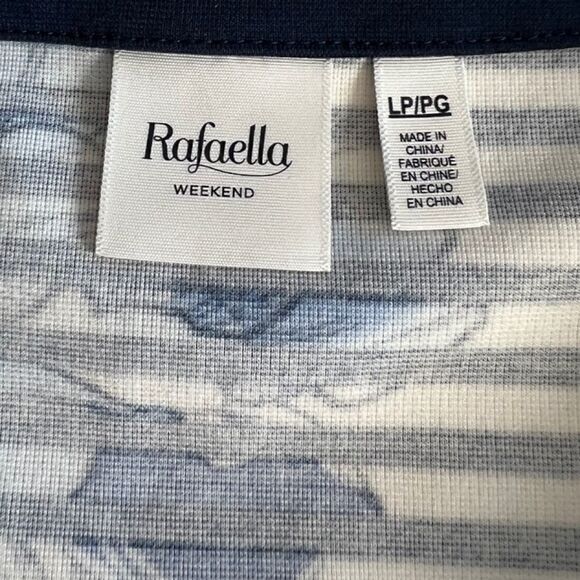 Rafaella
WEEKEND
LP/PG
MADE IN
CHINA/
FABRIQUÉ
EN CHINE/
HECHO
EN CHINA